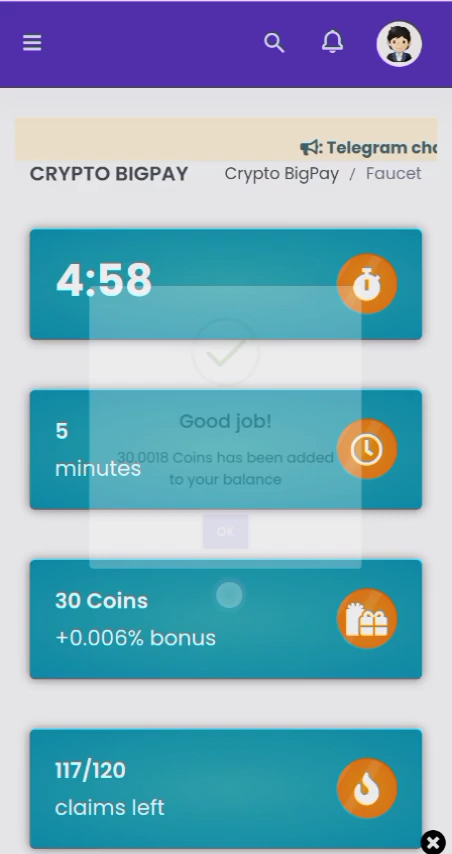 : Telegram cha
CRYPTO BIGPAY
Crypto BigPay / Faucet
4:58
Good job!
30.0018 Coins has been added
to your balance
OK
5
minutes
30 Coins
+0.006% bonus
117/120
claims left